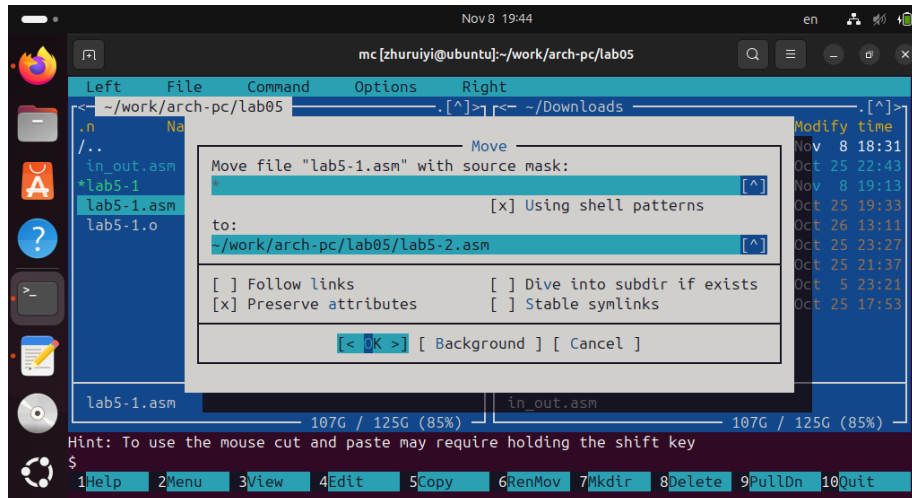 Nov 8 19:44
en
mc [zhuruiyi@ubuntu]:~/work/arch-pc/lab05
Left File Command Options Right
<- ~/work/arch-pc/lab05 .[^]> <- ~/Downloads .[^]>
.n Na Modify time
/.. Nov 8 18:31
in_out.asm Oct 25 22:43
*lab5-1 Nov 8 19:13
lab5-1.asm Oct 25 19:33
lab5-1.o Oct 26 13:11
Oct 25 23:27
Oct 25 21:37
Oct 5 23:21
Oct 25 17:53
Move
Move file "lab5-1.asm" with source mask:
* [^]
[x] Using shell patterns
to:
~/work/arch-pc/lab05/lab5-2.asm [^]
[ ] Follow links [ ] Dive into subdir if exists
[x] Preserve attributes [ ] Stable symlinks
[< OK >] [ Background ] [ Cancel ]
lab5-1.asm in_out.asm
107G / 125G (85%) 107G / 125G (85%)
Hint: To use the mouse cut and paste may require holding the shift key
$
1Help 2Menu 3View 4Edit 5Copy 6RenMov 7Mkdir 8Delete 9PullDn 10Quit